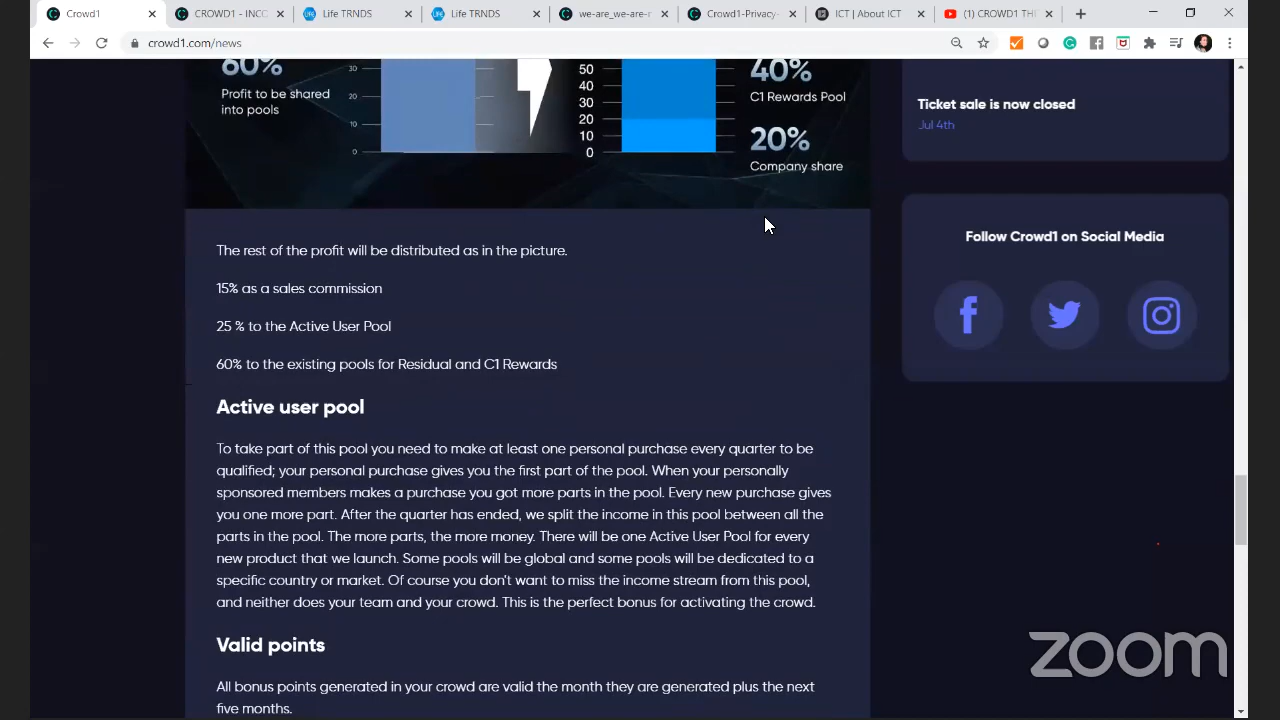 Crowd1
CROWD1 - INCO
Life TRNDS
Life TRNDS
we-are_we-are-r
Crowd1-Privacy-
ICT | About ICT
(1) CROWD1 TH
crowd1.com/news
60%
Profit to be shared
into pools
30
20
10
0
50
40
30
20
10
0
40%
C1 Rewards Pool
20%
Company share
Ticket sale is now closed
Jul 4th
Follow Crowd1 on Social Media
The rest of the profit will be distributed as in the picture.
15% as a sales commission
25 % to the Active User Pool
60% to the existing pools for Residual and C1 Rewards
Active user pool
To take part of this pool you need to make at least one personal purchase every quarter to be
qualified; your personal purchase gives you the first part of the pool. When your personally
sponsored members makes a purchase you got more parts in the pool. Every new purchase gives
you one more part. After the quarter has ended, we split the income in this pool between all the
parts in the pool. The more parts, the more money. There will be one Active User Pool for every
new product that we launch. Some pools will be global and some pools will be dedicated to a
specific country or market. Of course you don't want to miss the income stream from this pool,
and neither does your team and your crowd. This is the perfect bonus for activating the crowd.
Valid points
All bonus points generated in your crowd are valid the month they are generated plus the next
five months.
zoom